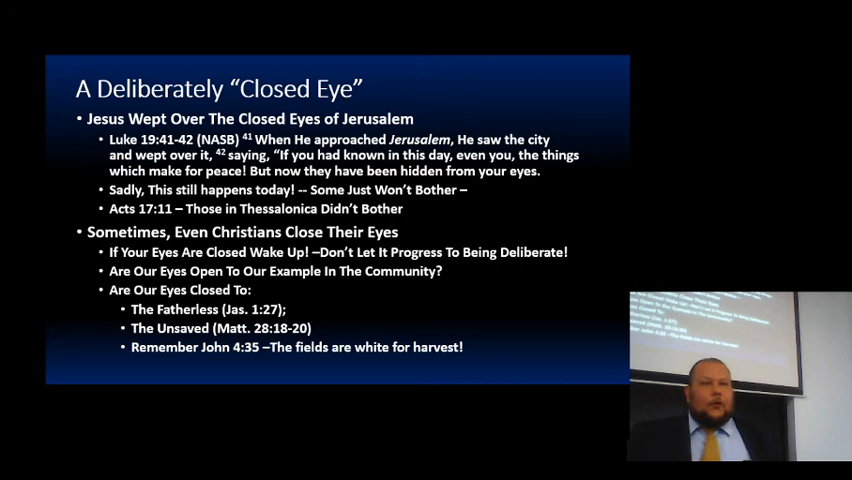 A Deliberately “Closed Eye”
• Jesus Wept Over The Closed Eyes of Jerusalem
• Luke 19:41-42 (NASB) 41 When He approached Jerusalem, He saw the city
and wept over it, 42 saying, “If you had known in this day, even you, the things
which make for peace! But now they have been hidden from your eyes.
• Sadly, This still happens today! -- Some Just Won’t Bother –
• Acts 17:11 – Those in Thessalonica Didn’t Bother
• Sometimes, Even Christians Close Their Eyes
• If Your Eyes Are Closed Wake Up! –Don’t Let It Progress To Being Deliberate!
• Are Our Eyes Open To Our Example In The Community?
• Are Our Eyes Closed To:
• The Fatherless (Jas. 1:27);
• The Unsaved (Matt. 28:18-20)
• Remember John 4:35 –The fields are white for harvest!